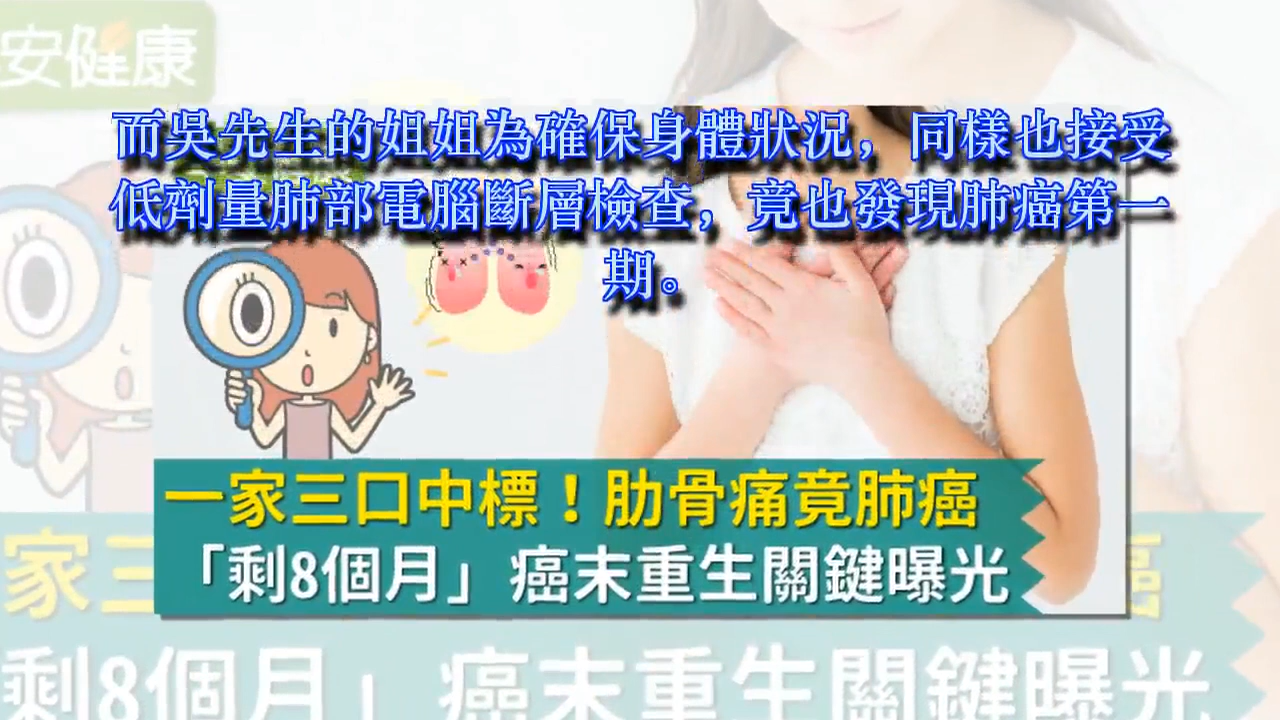 安健康
而吳先生的姐姐為確保身體狀況，同樣也接受
低劑量肺部電腦斷層檢查，竟也發現肺癌第一
期。
一家三口中標！肋骨痛竟肺癌
「剩8個月」癌末重生關鍵曝光
家三
癌
剩8個月」癌末重生關鍵曝光